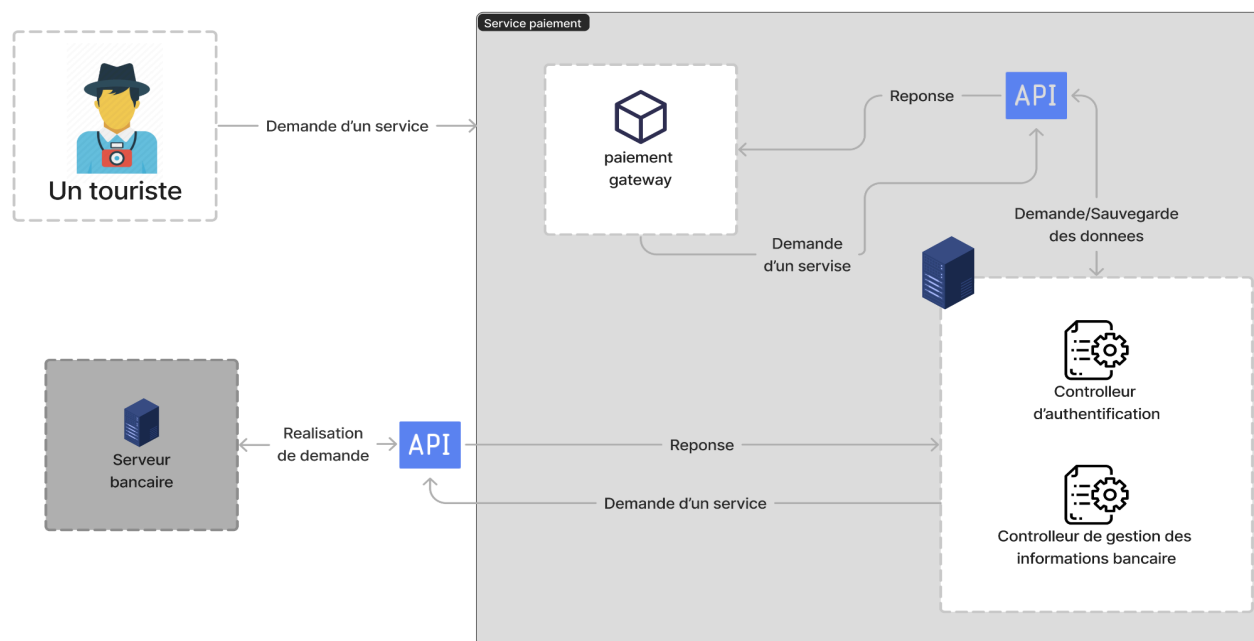 Service paiement
Un touriste
Demande d'un service
paiement
gateway
Reponse
API
Demande
d'un servise
Demande/Sauvegarde
des donnees
Controlleur
d'authentification
Controlleur de gestion des
informations bancaire
Serveur
bancaire
Realisation
de demande
API
Reponse
Demande d'un service